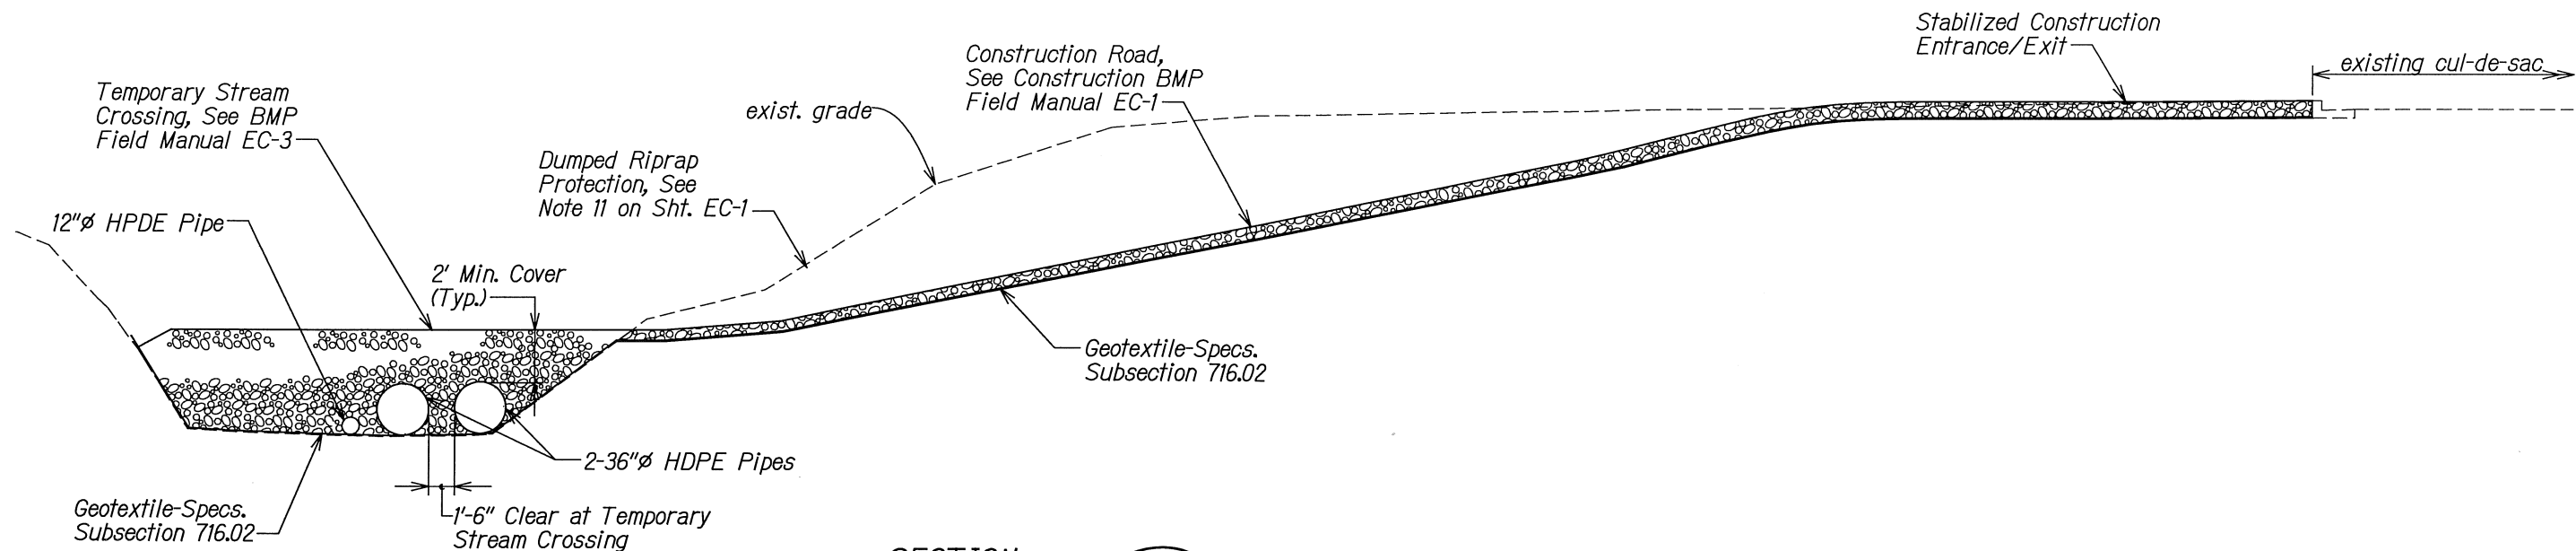 Stabilized Construction
Entrance/Exit
existing cul-de-sac
Construction Road,
See Construction BMP
Field Manual EC-1
exist. grade
Temporary Stream
Crossing, See BMP
Field Manual EC-3
Dumped Riprap
Protection, See
Note 11 on Sht. EC-1
12"ø HPDE Pipe
2' Min. Cover
(Typ.)
Geotextile-Specs.
Subsection 716.02
2-36"ø HDPE Pipes
Geotextile-Specs.
Subsection 716.02
1'-6" Clear at Temporary
Stream Crossing
SECTION